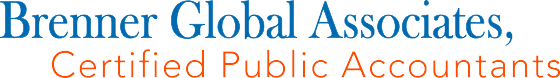 Brenner Global Associates,
Certified Public Accountants